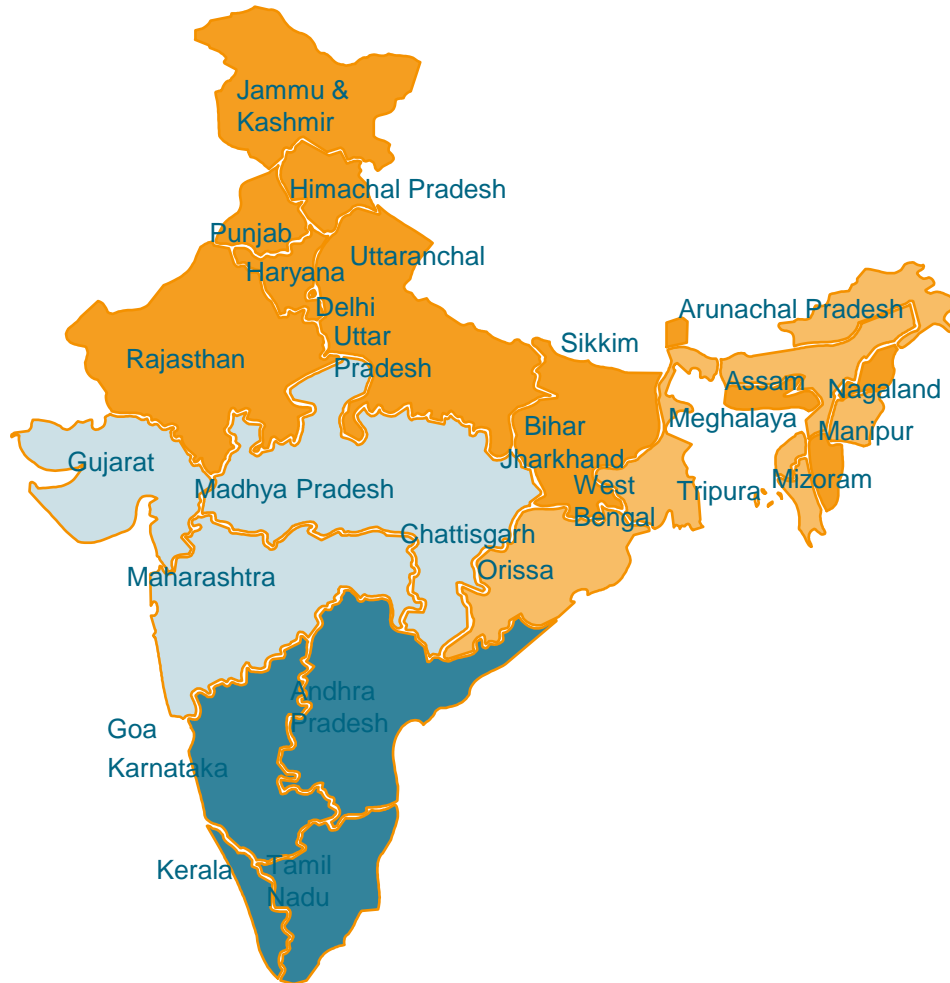 Jammu &
Kashmir
Himachal Pradesh
Punjab
Uttaranchal
Haryana
Delhi
Arunachal Pradesh
Uttar
Pradesh
Sikkim
Rajasthan
Assam
Nagaland
Meghalaya
Bihar
Manipur
Gujarat
Jharkhand
Madhya Pradesh
West
Bengal
Tripura
Mizoram
Chattisgarh
Orissa
Maharashtra
Andhra
Pradesh
Goa
Karnataka
Kerala
Tamil
Nadu